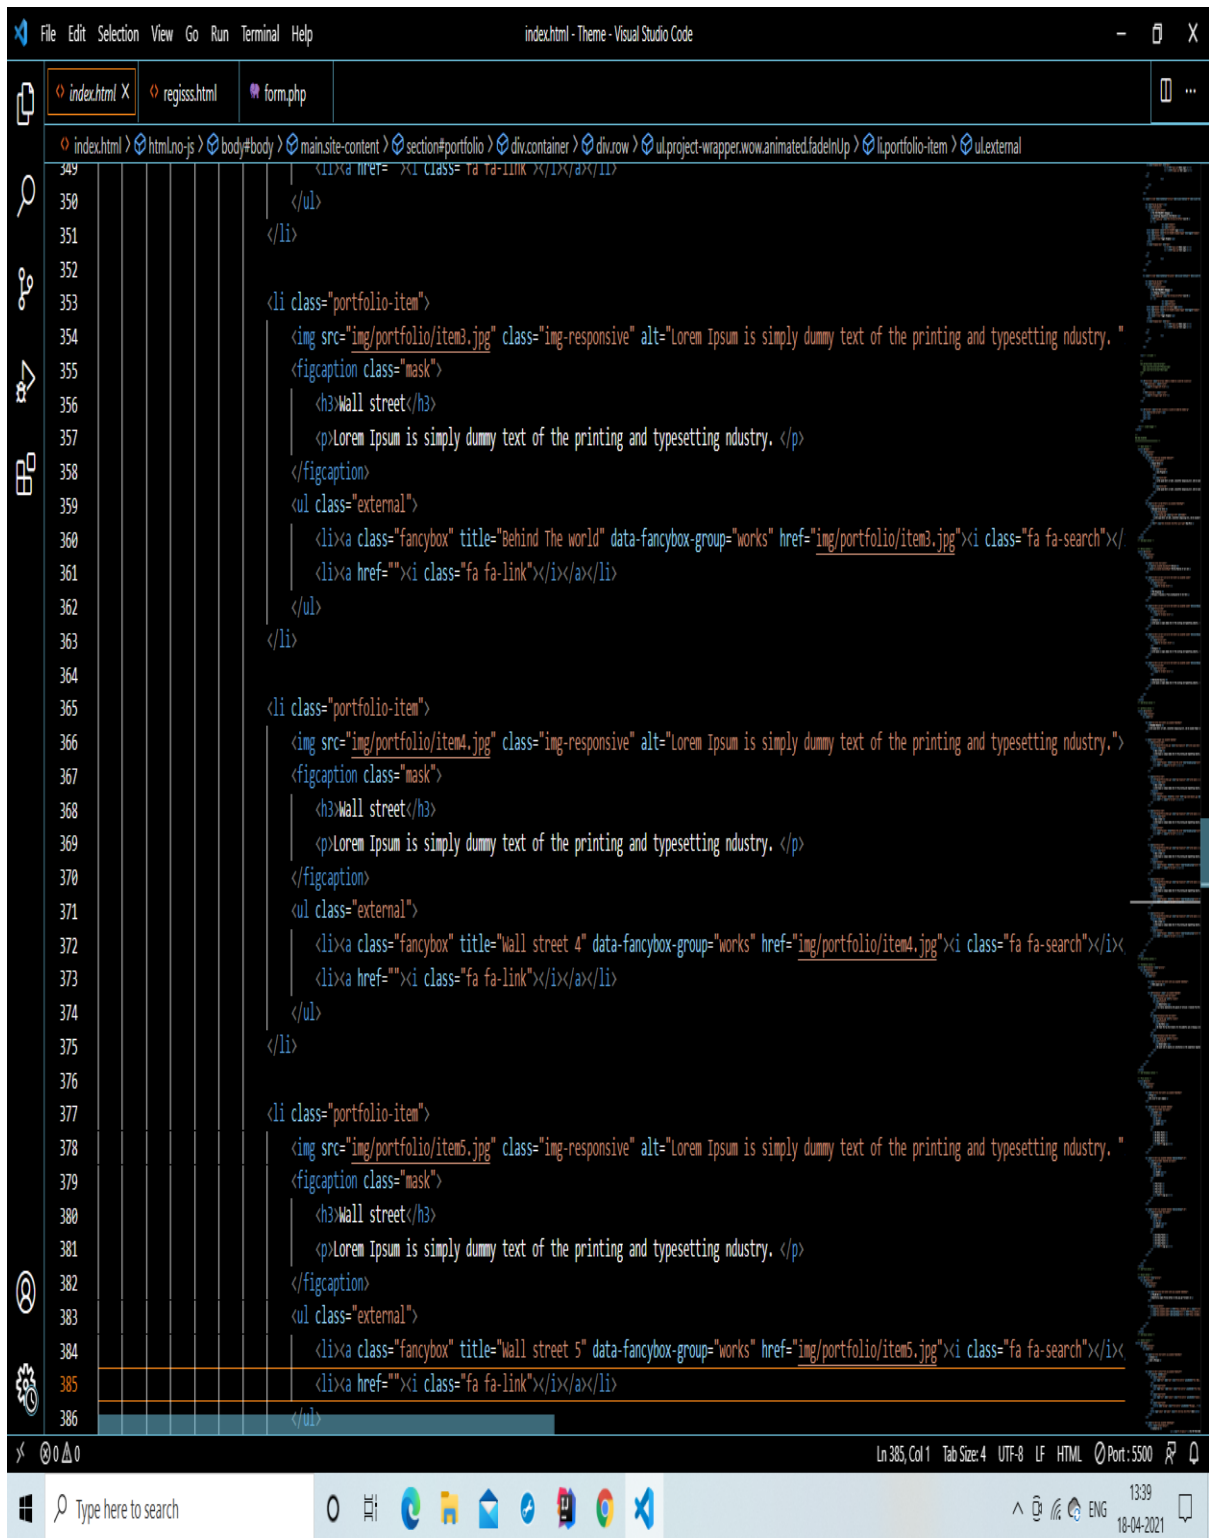 File Edit Selection View Go Run Terminal Help index.html - Theme - Visual Studio Code
index.html regisss.html form.php
index.html > html.no-js > body#body > main.site-content > section#portfolio > div.container > div.row > ul.project-wrapper.wow.animated.fadeInUp > li.portfolio-item > ul.external
349 <li><a href=""><i class="fa fa-link"></i></a></li>
350 </ul>
351 </li>
352
353 <li class="portfolio-item">
354 <img src="img/portfolio/item3.jpg" class="img-responsive" alt="Lorem Ipsum is simply dummy text of the printing and typesetting ndustry. "
355 <figcaption class="mask">
356 <h3>Wall street</h3>
357 <p>Lorem Ipsum is simply dummy text of the printing and typesetting ndustry. </p>
358 </figcaption>
359 <ul class="external">
360 <li><a class="fancybox" title="Behind The world" data-fancybox-group="works" href="img/portfolio/item3.jpg"><i class="fa fa-search"></
361 <li><a href=""><i class="fa fa-link"></i></a></li>
362 </ul>
363 </li>
364
365 <li class="portfolio-item">
366 <img src="img/portfolio/item4.jpg" class="img-responsive" alt="Lorem Ipsum is simply dummy text of the printing and typesetting ndustry.">
367 <figcaption class="mask">
368 <h3>Wall street</h3>
369 <p>Lorem Ipsum is simply dummy text of the printing and typesetting ndustry. </p>
370 </figcaption>
371 <ul class="external">
372 <li><a class="fancybox" title="Wall street 4" data-fancybox-group="works" href="img/portfolio/item4.jpg"><i class="fa fa-search"></i><
373 <li><a href=""><i class="fa fa-link"></i></a></li>
374 </ul>
375 </li>
376
377 <li class="portfolio-item">
378 <img src="img/portfolio/item5.jpg" class="img-responsive" alt="Lorem Ipsum is simply dummy text of the printing and typesetting ndustry. "
379 <figcaption class="mask">
380 <h3>Wall street</h3>
381 <p>Lorem Ipsum is simply dummy text of the printing and typesetting ndustry. </p>
382 </figcaption>
383 <ul class="external">
384 <li><a class="fancybox" title="Wall street 5" data-fancybox-group="works" href="img/portfolio/item5.jpg"><i class="fa fa-search"></i><
385 <li><a href=""><i class="fa fa-link"></i></a></li>
386 </ul>
0 0 Ln 385, Col 1 Tab Size: 4 UTF-8 LF HTML Port : 5500
Type here to search ENG 13:39
18-04-2021